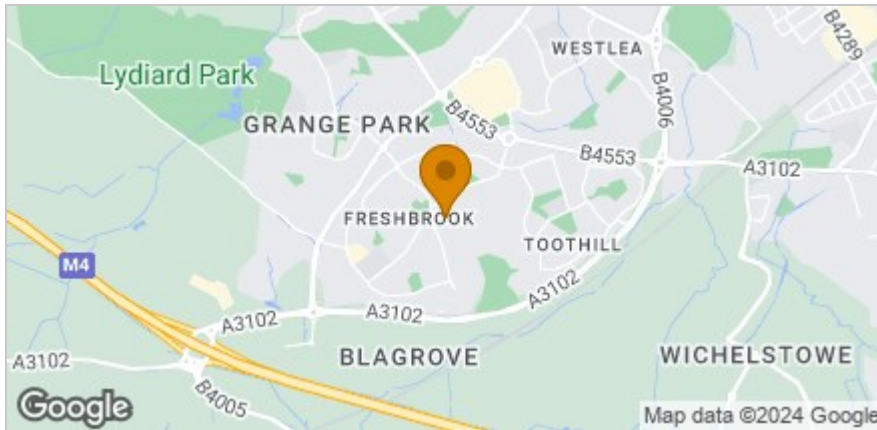 WESTLEA
B4289
Lydiard Park
B4006
GRANGE PARK
B4553
B4553
A3102
FRESHBROOK
TOOTHILL
M4
A3102
A3102
A3102
A3102
BLAGROVE
WICHELSTOWE
B4005
Google
Map data ©2024 Google